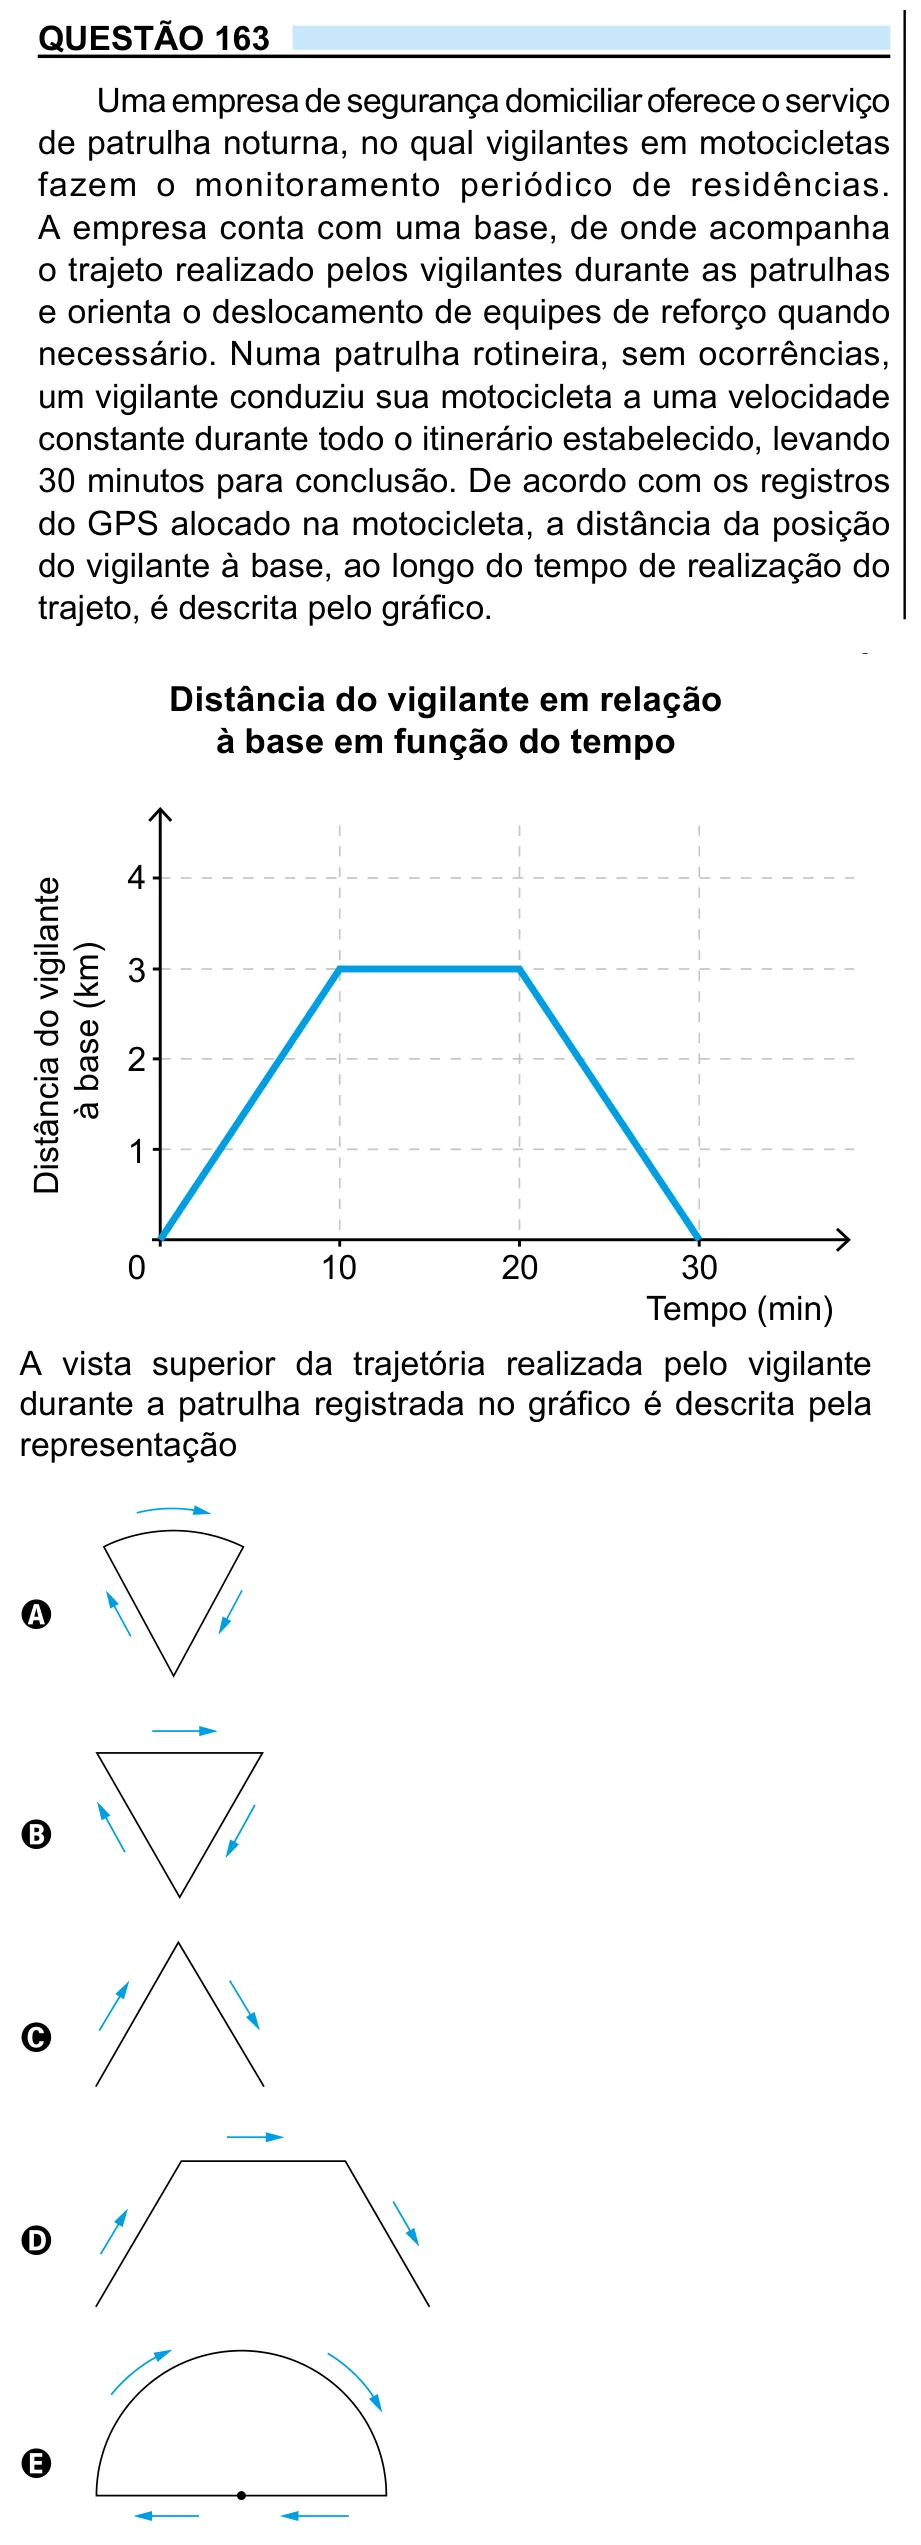 QUESTÃO 163
Uma empresa de segurança domiciliar oferece o serviço
de patrulha noturna, no qual vigilantes em motocicletas
fazem o monitoramento periódico de residências.
A empresa conta com uma base, de onde acompanha
o trajeto realizado pelos vigilantes durante as patrulhas
e orienta o deslocamento de equipes de reforço quando
necessário. Numa patrulha rotineira, sem ocorrências,
um vigilante conduziu sua motocicleta a uma velocidade
constante durante todo o itinerário estabelecido, levando
30 minutos para conclusão. De acordo com os registros
do GPS alocado na motocicleta, a distância da posição
do vigilante à base, ao longo do tempo de realização do
trajeto, é descrita pelo gráfico.
Distância do vigilante em relação
à base em função do tempo
Distância do vigilante
à base (km)
4
3
2
1
0 10 20 30
Tempo (min)
A vista superior da trajetória realizada pelo vigilante
durante a patrulha registrada no gráfico é descrita pela
representação
A
B
C
D
E